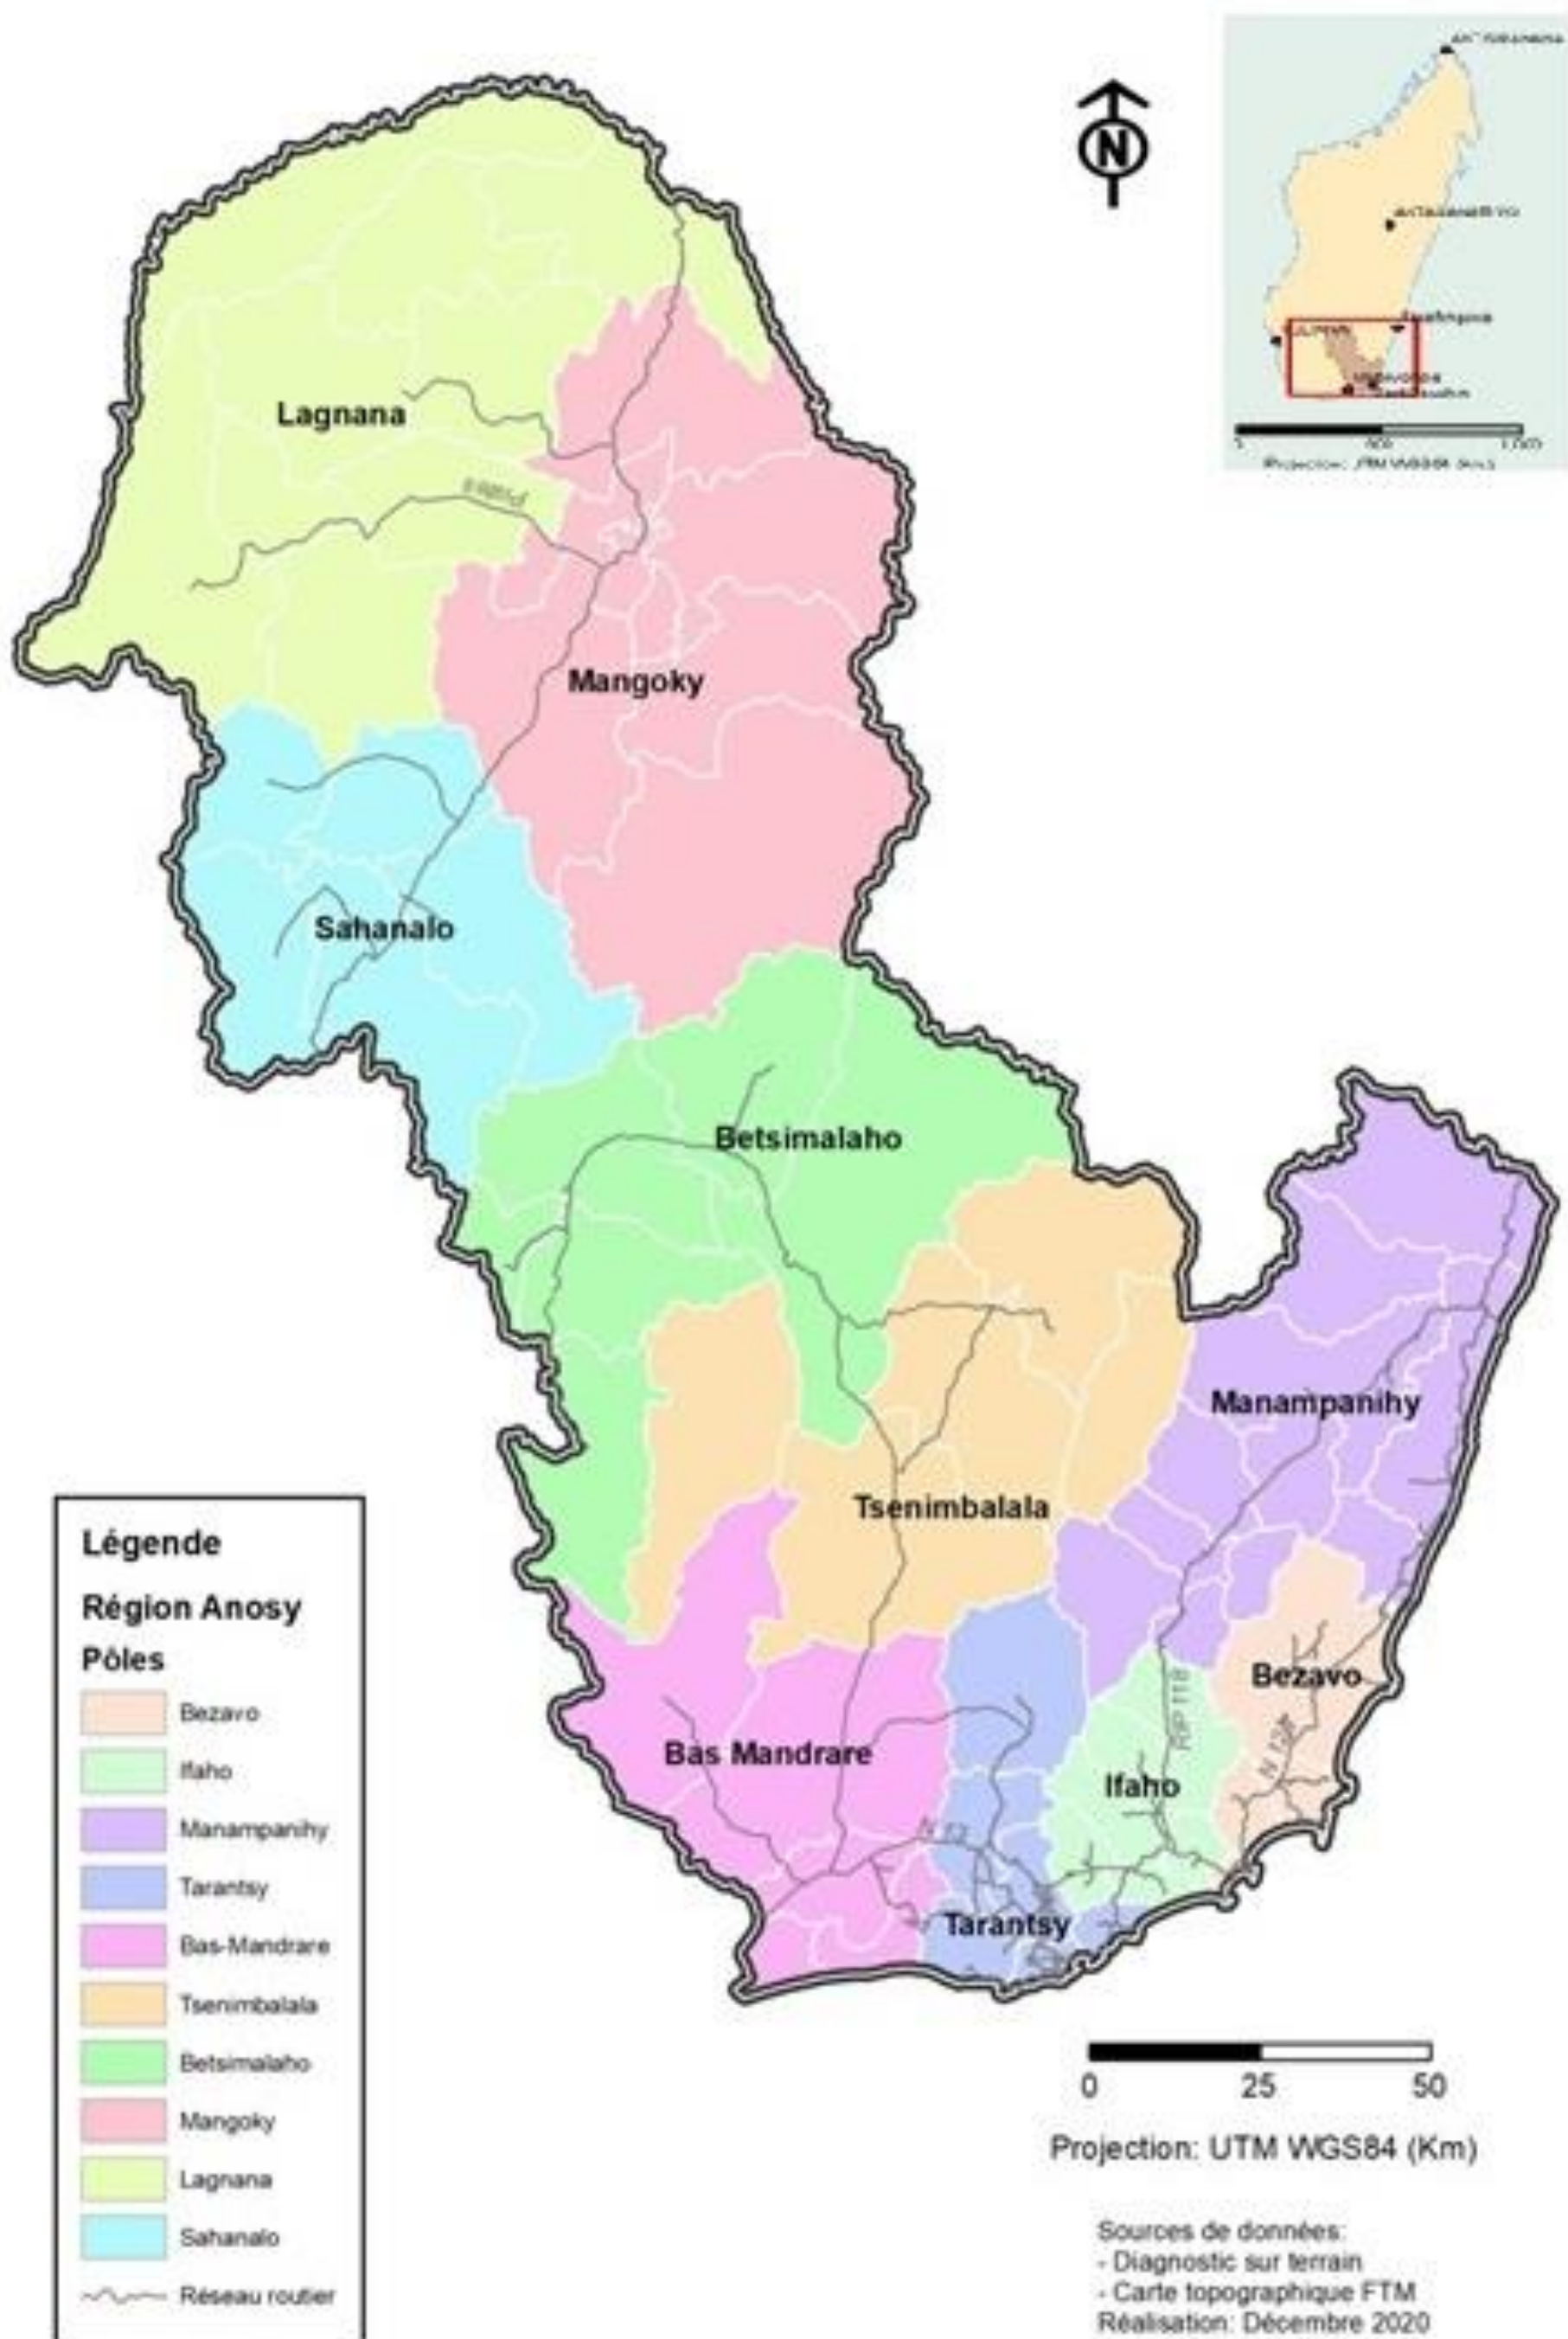 N
Lagnana
Mangoky
Sahanalo
Betsimalaho
Manampanihy
Tsenimbalala
Bezavo
RP118
Bas Mandrare
Ifaho
N 13
Tarantsy
Légende
Région Anosy
Pôles
Bezavo
Ifaho
Manampanihy
Tarantsy
Bas-Mandrare
Tsenimbalala
Betsimalaho
Mangoky
Lagnana
Sahanalo
Réseau routier
0 25 50
Projection: UTM WGS84 (Km)
Sources de données:
- Diagnostic sur terrain
- Carte topographique FTM
Réalisation: Décembre 2020